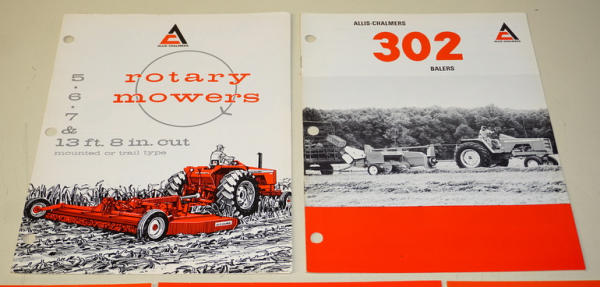 ALLIS-CHALMERS
rotary
mowers
5·6·7
&
13 ft. 8 in. cut
mounted or trail type
ALLIS-CHALMERS
302
BALERS
ALLIS-CHALMERS